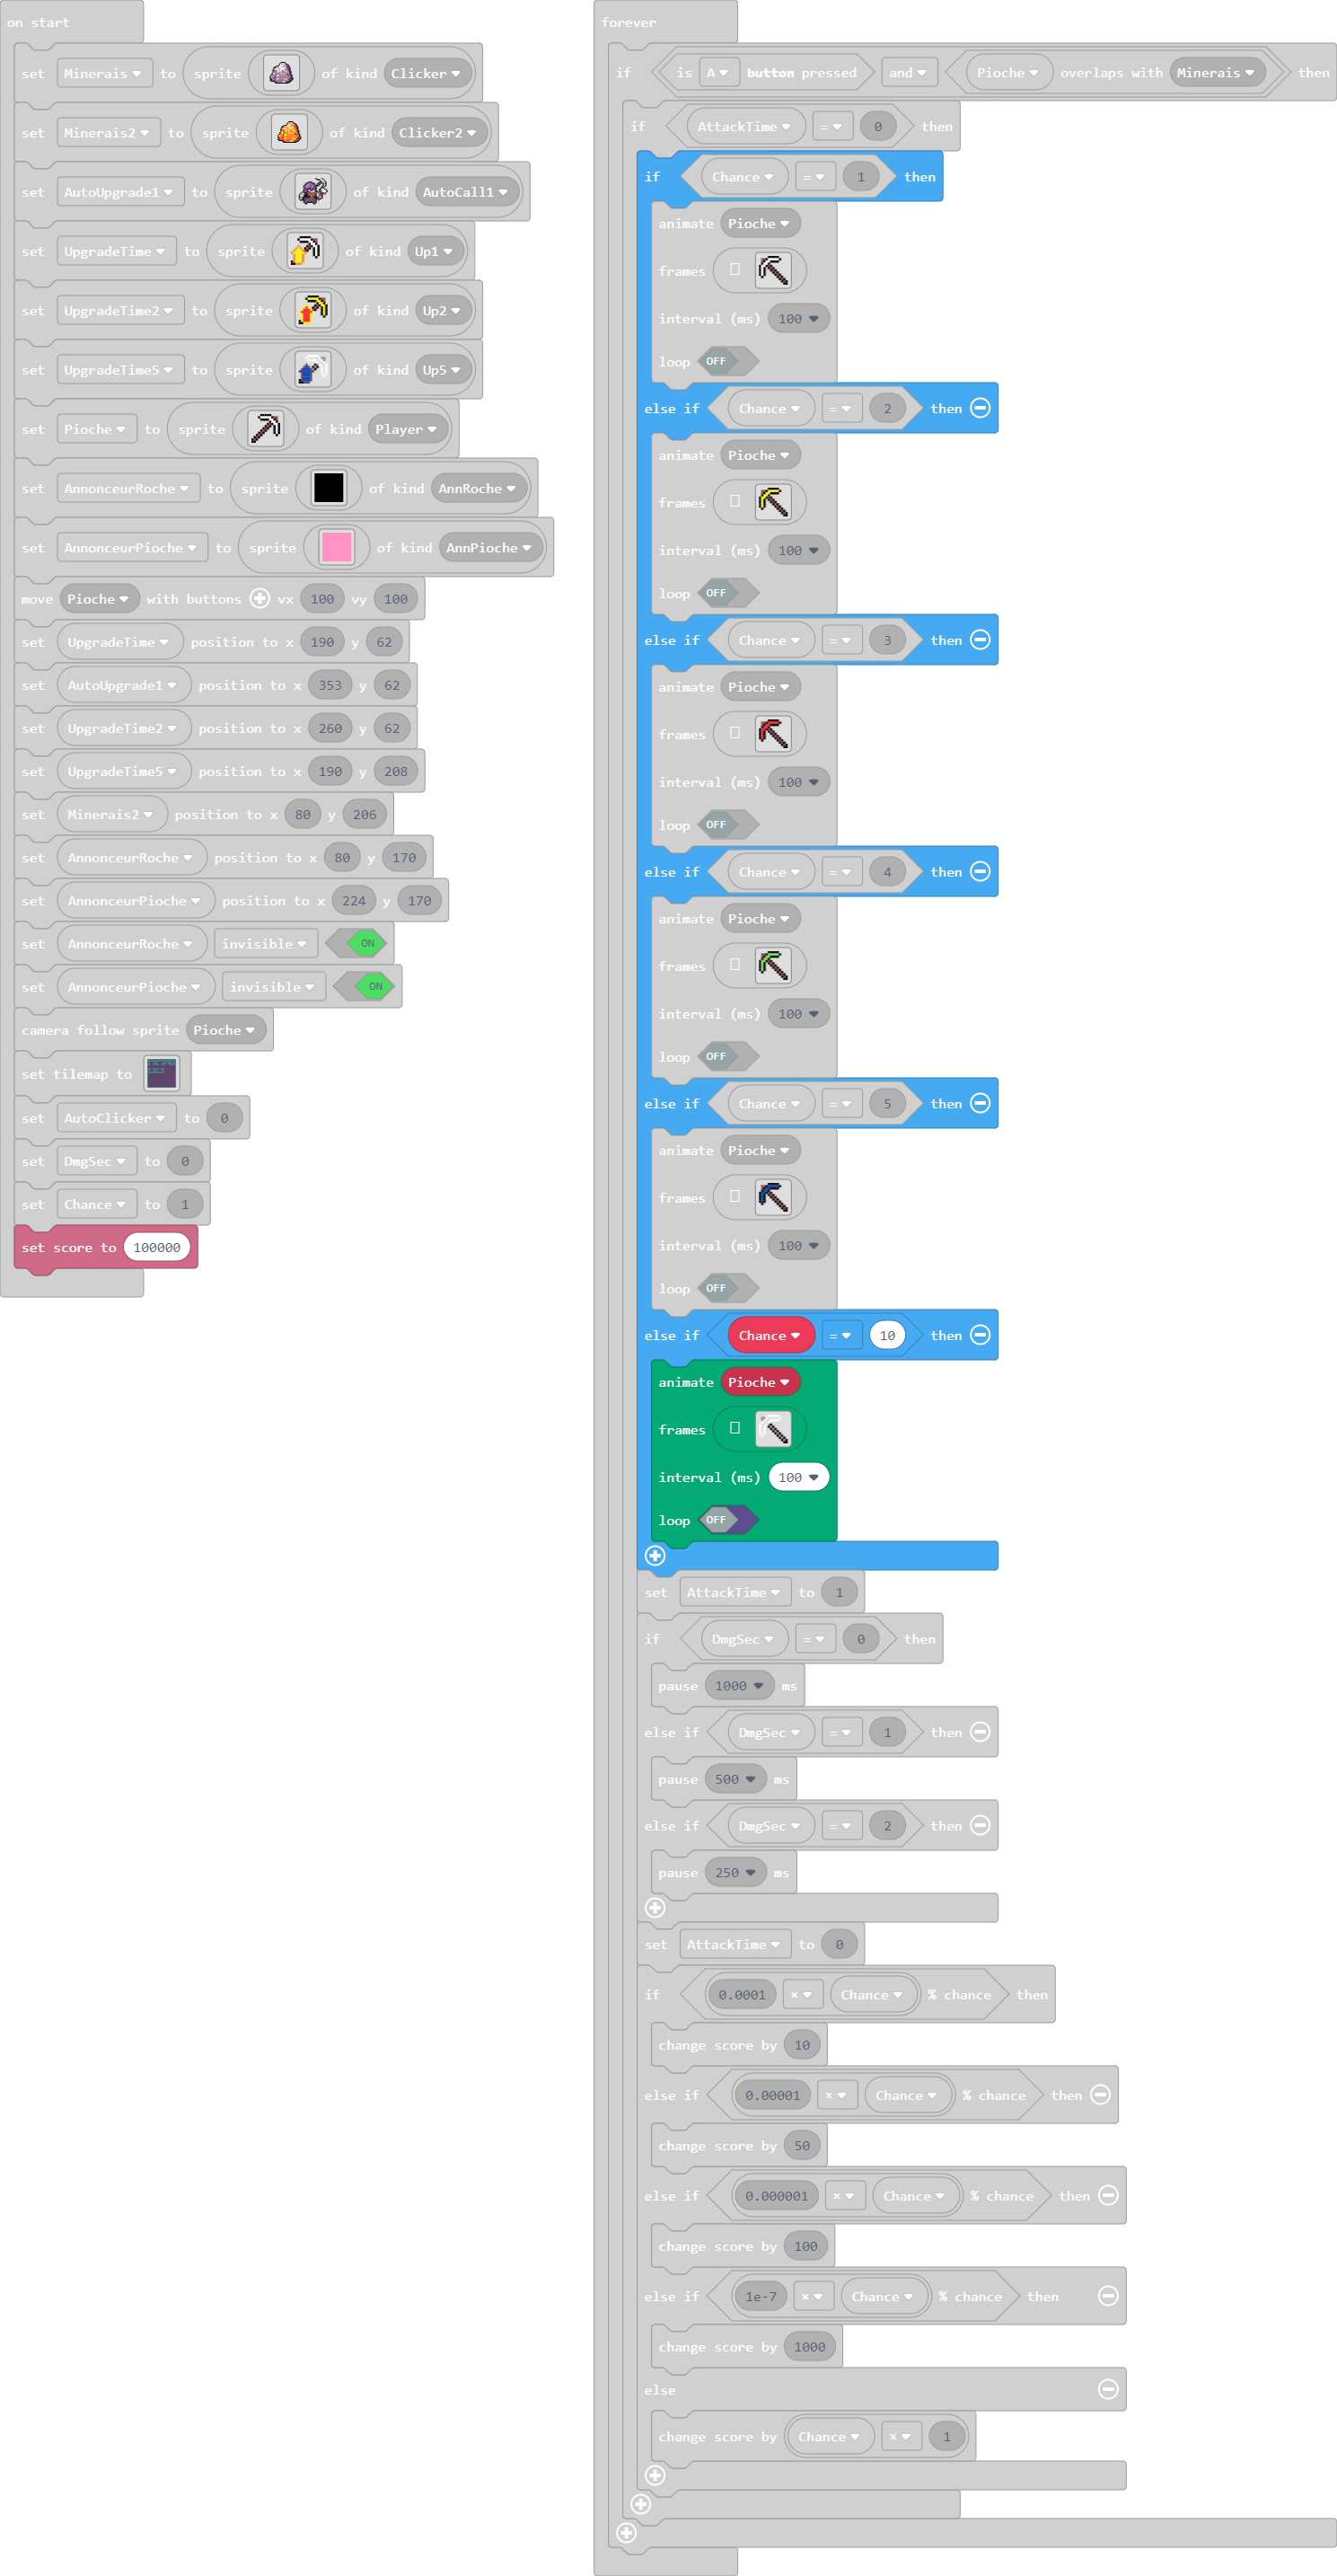 on start
set Minerais to sprite of kind Clicker
set Minerais2 to sprite of kind Clicker2
set AutoUpgrade1 to sprite of kind AutoCall1
set UpgradeTime to sprite of kind Up1
set UpgradeTime2 to sprite of kind Up2
set UpgradeTime5 to sprite of kind Up5
set Pioche to sprite of kind Player
set AnnonceurRoche to sprite of kind AnnRoche
set AnnonceurPioche to sprite of kind AnnPioche
move Pioche with buttons vx 100 vy 100
set UpgradeTime position to x 190 y 62
set AutoUpgrade1 position to x 353 y 62
set UpgradeTime2 position to x 260 y 62
set UpgradeTime5 position to x 190 y 208
set Minerais2 position to x 80 y 206
set AnnonceurRoche position to x 80 y 170
set AnnonceurPioche position to x 224 y 170
set AnnonceurRoche invisible ON
set AnnonceurPioche invisible ON
camera follow sprite Pioche
set tilemap to
set AutoClicker to 0
set DmgSec to 0
set Chance to 1
set score to 100000
forever
if is A button pressed and Pioche overlaps with Minerais then
if AttackTime = 0 then
if Chance = 1 then
animate Pioche
frames
interval (ms) 100
loop OFF
else if Chance = 2 then
animate Pioche
frames
interval (ms) 100
loop OFF
else if Chance = 3 then
animate Pioche
frames
interval (ms) 100
loop OFF
else if Chance = 4 then
animate Pioche
frames
interval (ms) 100
loop OFF
else if Chance = 5 then
animate Pioche
frames
interval (ms) 100
loop OFF
else if Chance = 10 then
animate Pioche
frames
interval (ms) 100
loop OFF
set AttackTime to 1
if DmgSec = 0 then
pause 1000 ms
else if DmgSec = 1 then
pause 500 ms
else if DmgSec = 2 then
pause 250 ms
set AttackTime to 0
if 0.0001 × Chance % chance then
change score by 10
else if 0.00001 × Chance % chance then
change score by 50
else if 0.000001 × Chance % chance then
change score by 100
else if 1e-7 × Chance % chance then
change score by 1000
else
change score by Chance × 1